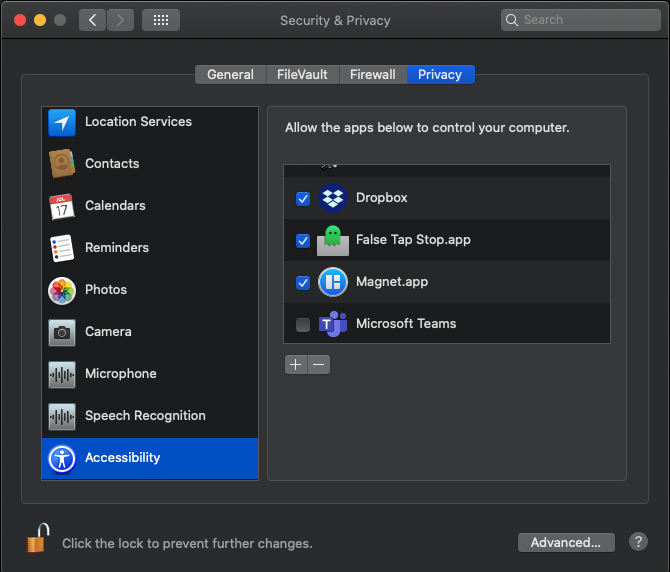 Security & Privacy
Search
General
FileVault
Firewall
Privacy
Location Services
Contacts
JUL
17
Calendars
Reminders
Photos
Camera
Microphone
Speech Recognition
Accessibility
Allow the apps below to control your computer.
Dropbox
False Tap Stop.app
Magnet.app
T
Microsoft Teams
+
−
Click the lock to prevent further changes.
Advanced...
?